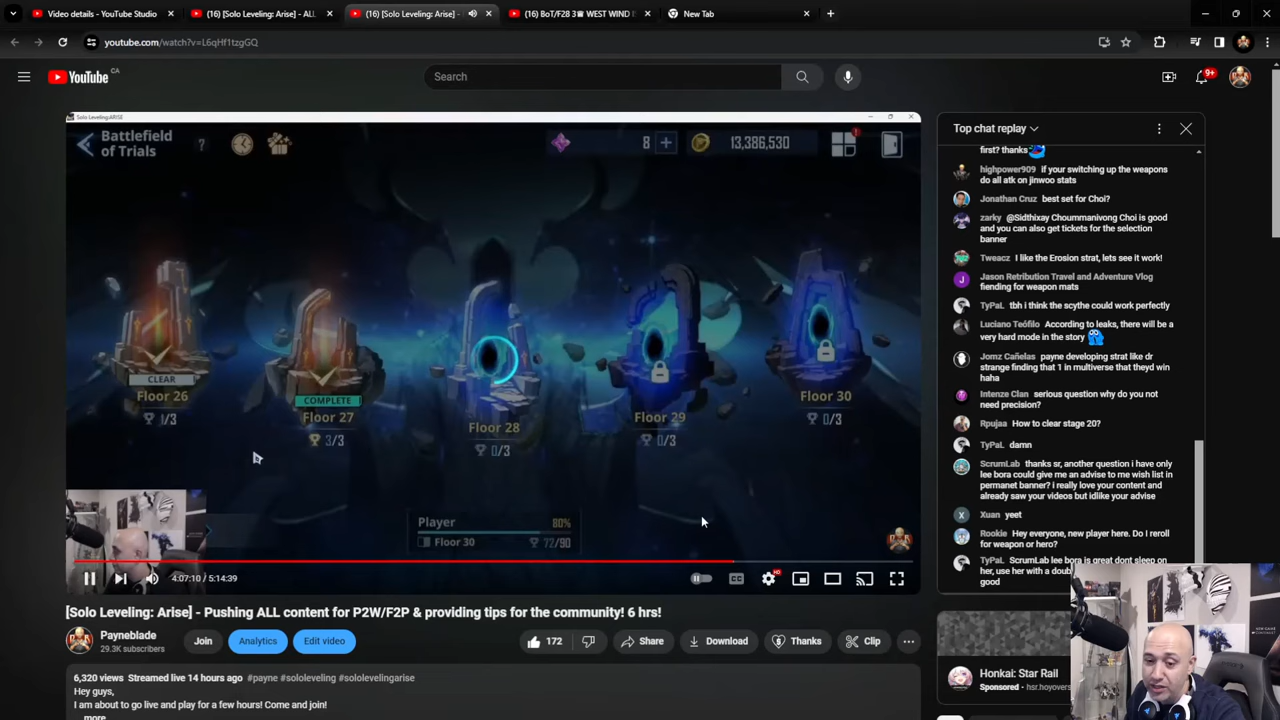 Video details - YouTube Studio
(16) [Solo Leveling: Arise] - ALL
(16) [Solo Leveling: Arise] -
(16) BoT/F28 3 WEST WIND
New Tab
youtube.com/watch?v=L6qHf1tzgGQ
YouTube CA
Search
9+
Solo Leveling:ARISE
Battlefield
of Trials
?
8
13,386,530
CLEAR
Floor 26
1/3
COMPLETE
Floor 27
3/3
Floor 28
0/3
Floor 29
0/3
Floor 30
0/3
Player 80%
Floor 30 72/90
4:07:10 / 5:14:39
CC
HD
[Solo Leveling: Arise] - Pushing ALL content for P2W/F2P & providing tips for the community! 6 hrs!
Payneblade
29.3K subscribers
Join
Analytics
Edit video
172
Share
Download
Thanks
Clip
6,320 views Streamed live 14 hours ago #payne #sololeveling #sololevelingarise
Hey guys,
I am about to go live and play for a few hours! Come and join!
...more
Top chat replay
first? thanks
highpower909 if your switching up the weapons
do all atk on jinwoo stats
Jonathan Cruz best set for Choi?
zarky @Sidthixay Choummanivong Choi is good
and you can also get tickets for the selection
banner
Tweacz I like the Erosion strat, lets see it work!
Jason Retribution Travel and Adventure Vlog
fiending for weapon mats
TyPaL tbh i think the scythe could work perfectly
Luciano Teófilo According to leaks, there will be a
very hard mode in the story
Jomz Cañelas payne developing strat like dr
strange finding that 1 in multiverse that theyd win
haha
Intenze Clan serious question why do you not
need precision?
Rpujaa How to clear stage 20?
TyPaL damn
ScrumLab thanks sr, another question i have only
lee bora could give me an advise to me wish list in
permanet banner? i really love your content and
already saw your videos but idlike your advise
Xuan yeet
Rookie Hey everyone, new player here. Do I reroll
for weapon or hero?
TyPaL ScrumLab lee bora is great dont sleep on
her, use her with a doub
good
Honkai: Star Rail
Sponsored · hsr.hoyovers